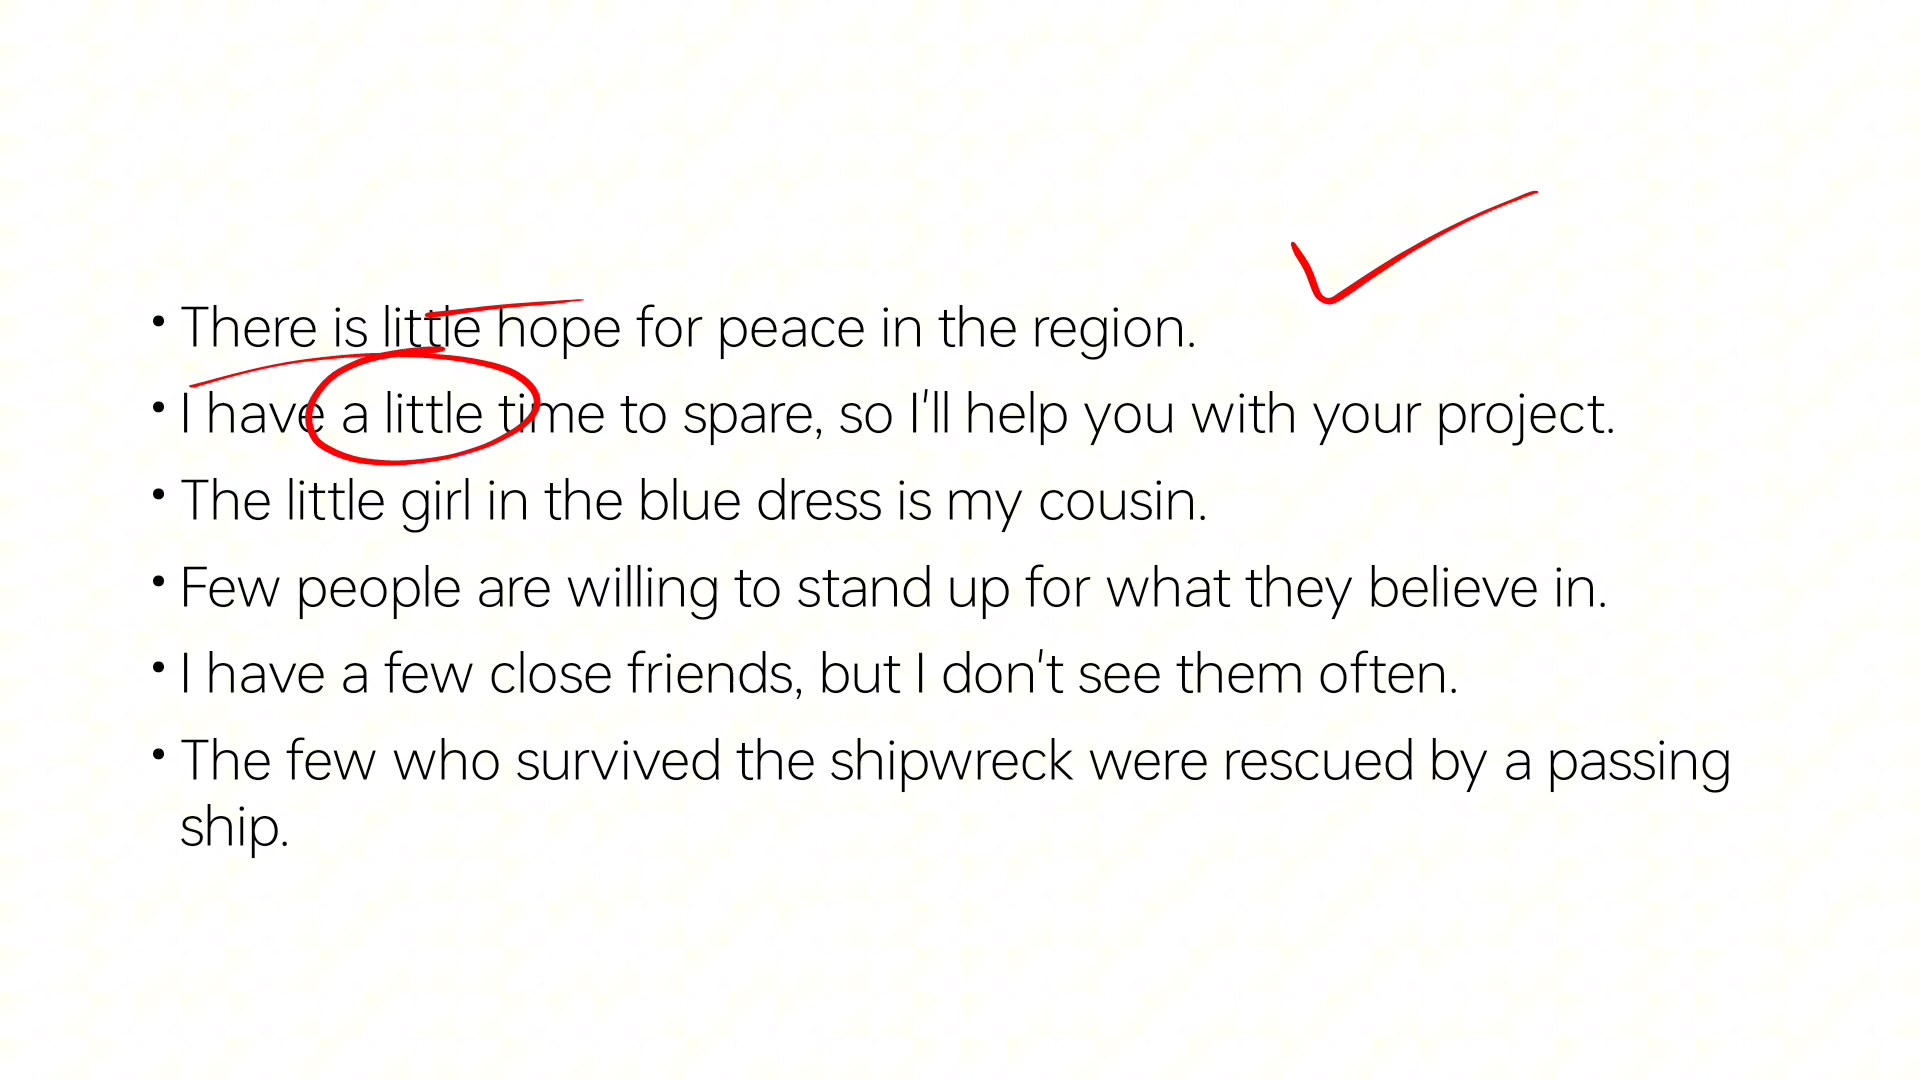 • There is little hope for peace in the region.
• I have a little time to spare, so I'll help you with your project.
• The little girl in the blue dress is my cousin.
• Few people are willing to stand up for what they believe in.
• I have a few close friends, but I don't see them often.
• The few who survived the shipwreck were rescued by a passing
ship.